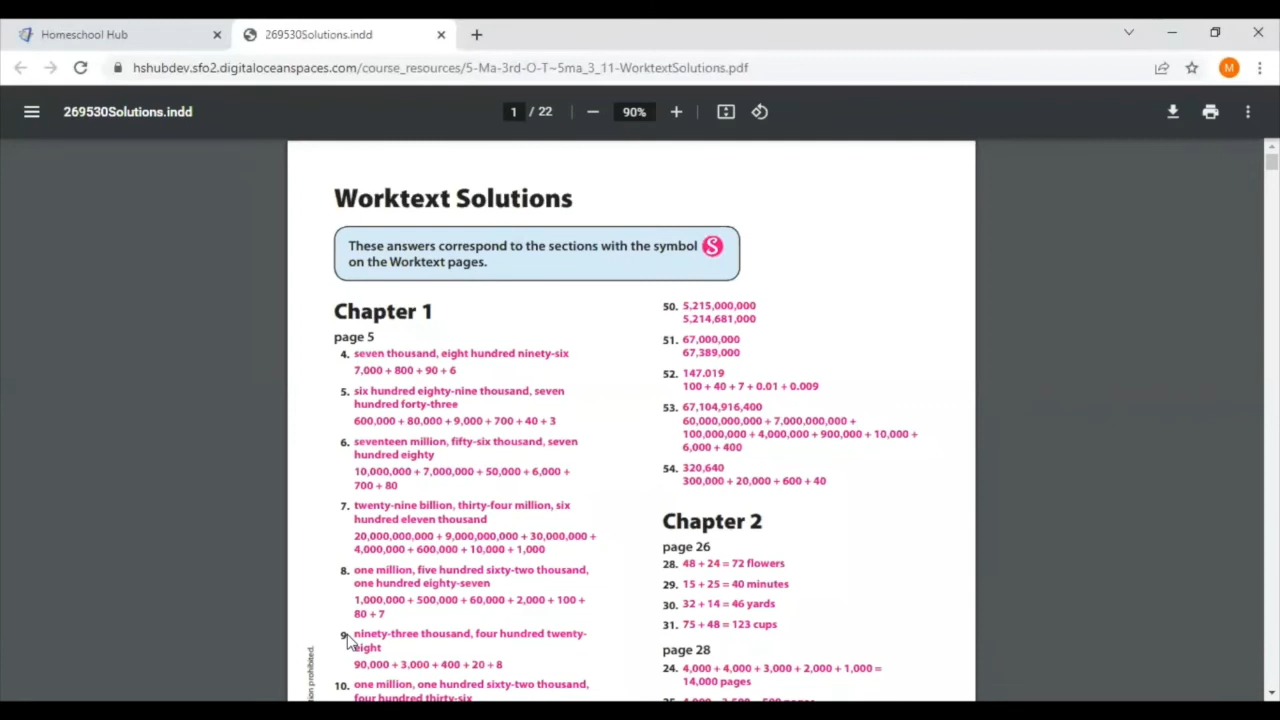 Homeschool Hub
269530Solutions.indd
hshubdev.sfo2.digitaloceanspaces.com/course_resources/5-Ma-3rd-O-T~5ma_3_11-WorktextSolutions.pdf
M
269530Solutions.indd
1 / 22
90%
Worktext Solutions
These answers correspond to the sections with the symbol S
on the Worktext pages.
Chapter 1
page 5
4. seven thousand, eight hundred ninety-six
7,000 + 800 + 90 + 6
5. six hundred eighty-nine thousand, seven
hundred forty-three
600,000 + 80,000 + 9,000 + 700 + 40 + 3
6. seventeen million, fifty-six thousand, seven
hundred eighty
10,000,000 + 7,000,000 + 50,000 + 6,000 +
700 + 80
7. twenty-nine billion, thirty-four million, six
hundred eleven thousand
20,000,000,000 + 9,000,000,000 + 30,000,000 +
4,000,000 + 600,000 + 10,000 + 1,000
8. one million, five hundred sixty-two thousand,
one hundred eighty-seven
1,000,000 + 500,000 + 60,000 + 2,000 + 100 +
80 + 7
9. ninety-three thousand, four hundred twenty-
eight
90,000 + 3,000 + 400 + 20 + 8
10. one million, one hundred sixty-two thousand,
four hundred thirty-six
tion prohibited.
50. 5,215,000,000
5,214,681,000
51. 67,000,000
67,389,000
52. 147.019
100 + 40 + 7 + 0.01 + 0.009
53. 67,104,916,400
60,000,000,000 + 7,000,000,000 +
100,000,000 + 4,000,000 + 900,000 + 10,000 +
6,000 + 400
54. 320,640
300,000 + 20,000 + 600 + 40
Chapter 2
page 26
28. 48 + 24 = 72 flowers
29. 15 + 25 = 40 minutes
30. 32 + 14 = 46 yards
31. 75 + 48 = 123 cups
page 28
24. 4,000 + 4,000 + 3,000 + 2,000 + 1,000 =
14,000 pages